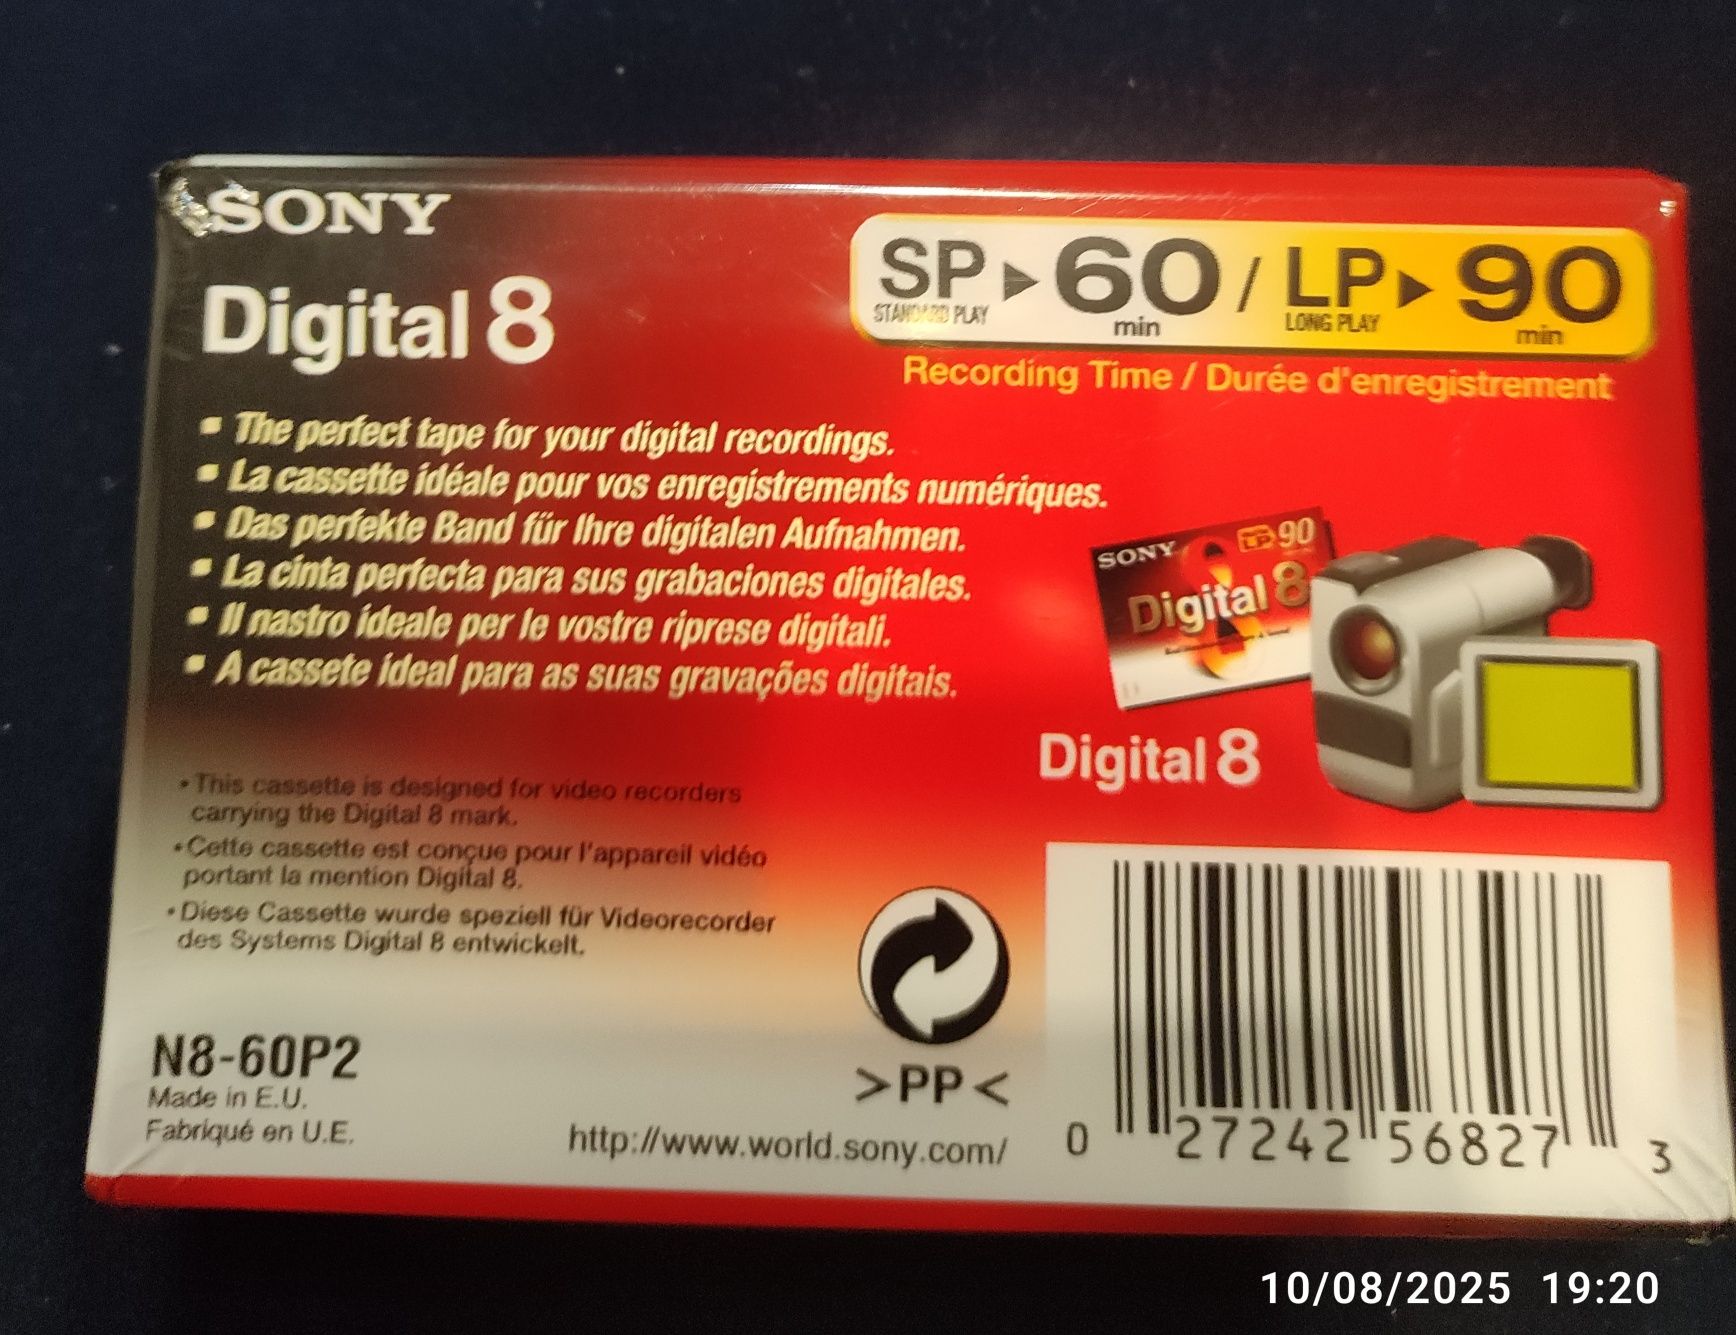 SONY
Digital 8
SP ▶ 60 / LP ▶ 90
STANDARD PLAY min LONG PLAY min
Recording Time / Durée d'enregistrement
▪ The perfect tape for your digital recordings.
▪ La cassette idéale pour vos enregistrements numériques.
▪ Das perfekte Band für Ihre digitalen Aufnahmen.
▪ La cinta perfecta para sus grabaciones digitales.
▪ Il nastro ideale per le vostre riprese digitali.
▪ A cassete ideal para as suas gravações digitais.
SONY LP 90
Digital 8
Digital 8
•This cassette is designed for video recorders
carrying the Digital 8 mark.
•Cette cassette est conçue pour l'appareil vidéo
portant la mention Digital 8.
•Diese Cassette wurde speziell für Videorecorder
des Systems Digital 8 entwickelt.
N8-60P2
Made in E.U.
Fabriqué en U.E.
>PP<
http://www.world.sony.com/
0 27242 56827 3
10/08/2025 19:20